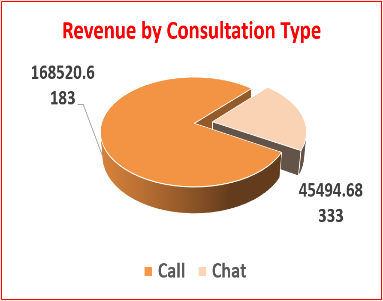 Revenue by Consultation Type
168520.6
183
45494.68
333
Call Chat